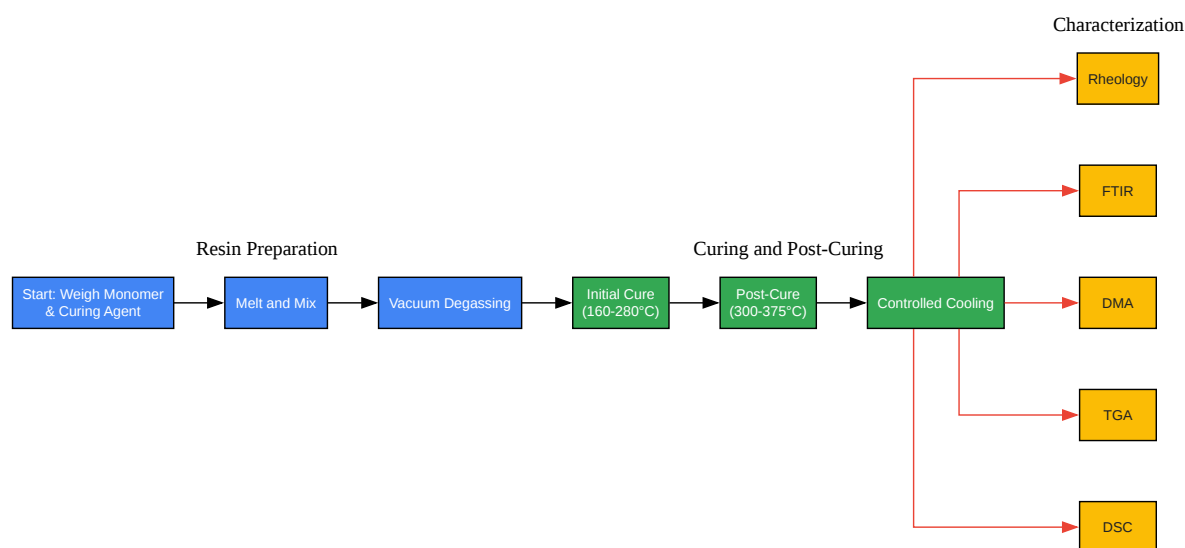 Characterization
Rheology
FTIR
Resin Preparation
Curing and Post-Curing
Start: Weigh Monomer
& Curing Agent
Melt and Mix
Vacuum Degassing
Initial Cure
(160-280°C)
Post-Cure
(300-375°C)
Controlled Cooling
DMA
TGA
DSC